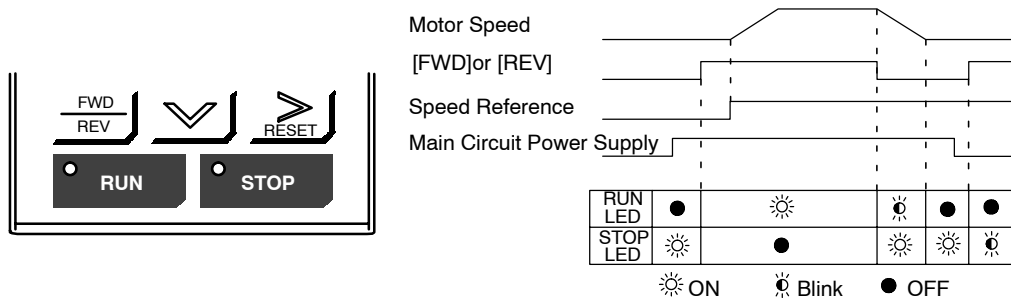 FWD
REV
RESET
RUN
STOP
Motor Speed
[FWD]or [REV]
Speed Reference
Main Circuit Power Supply
RUN
LED
STOP
LED
ON
Blink
OFF